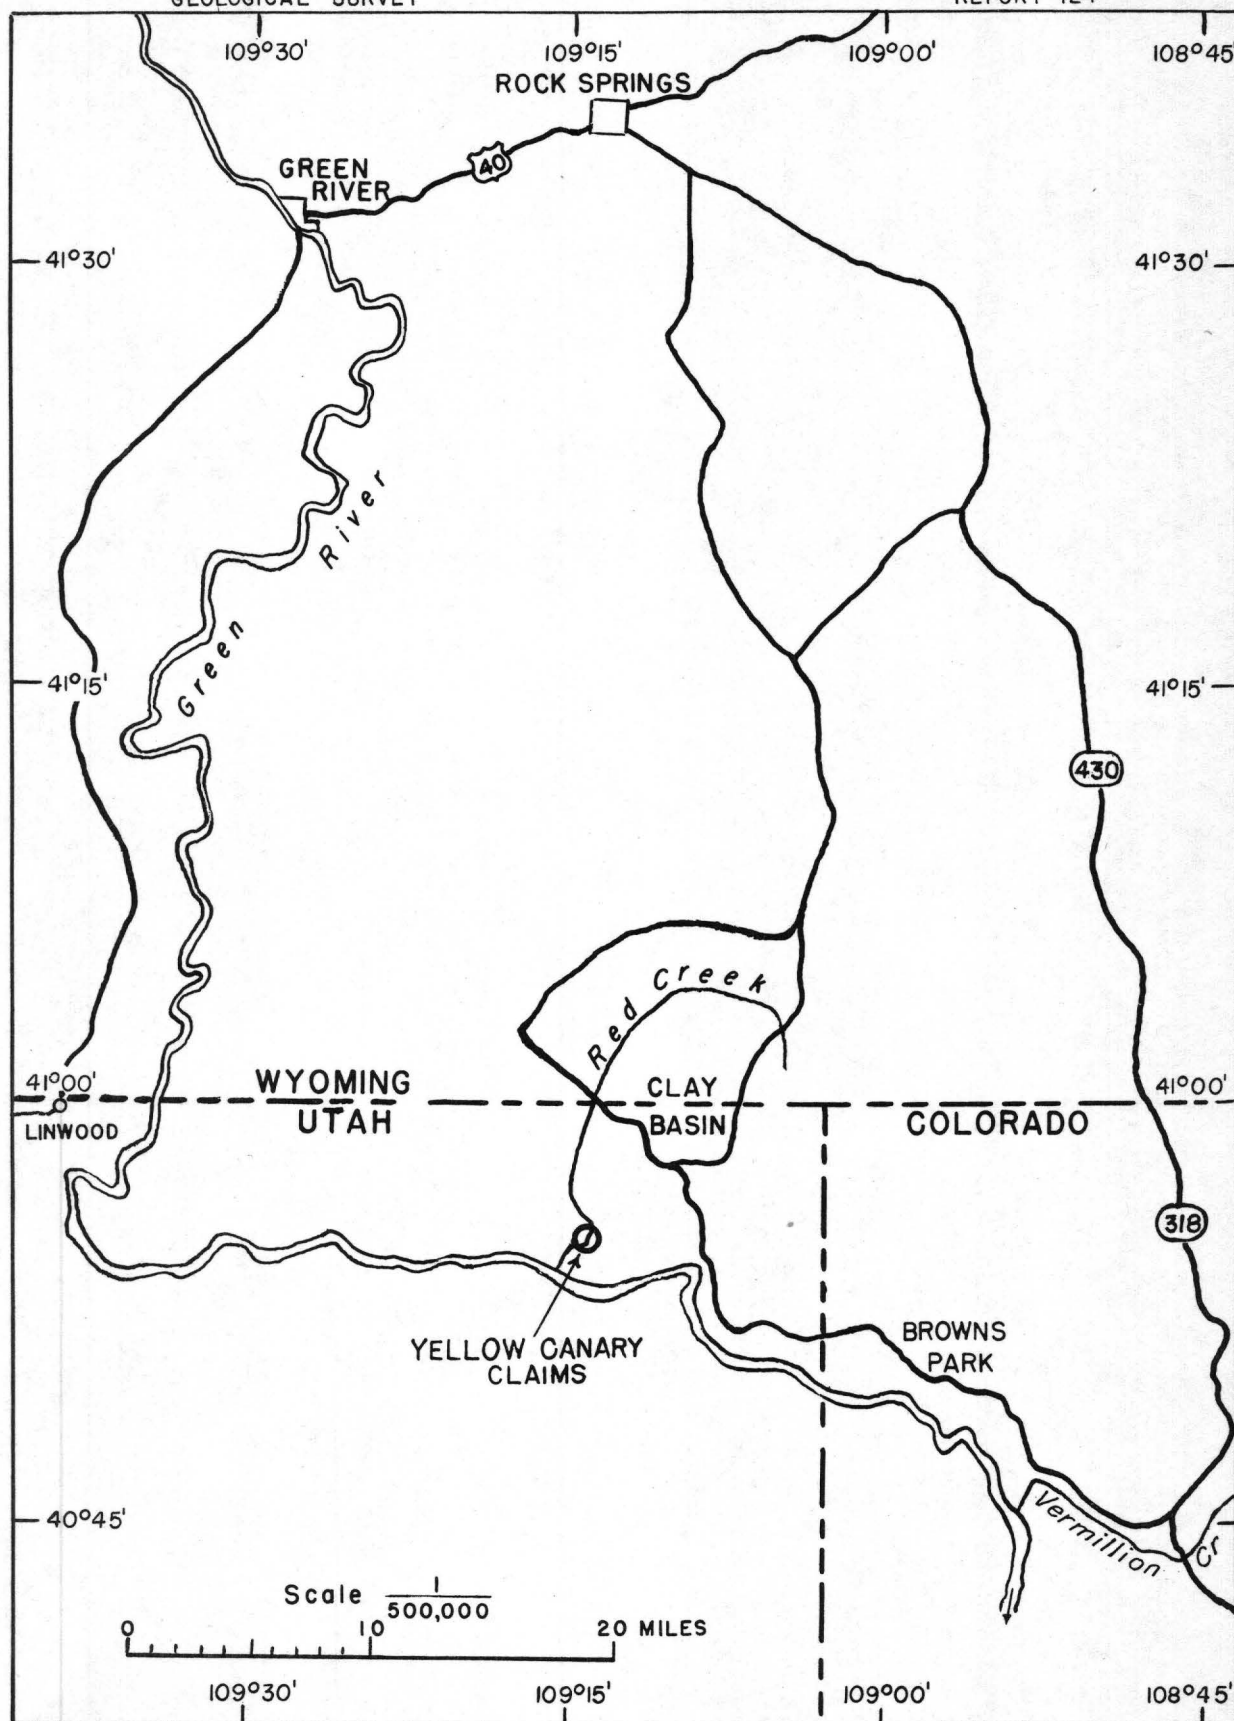 GEOLOGICAL SURVEY
109°30'
109°15'
109°00'
108°45'
ROCK SPRINGS
40
GREEN
RIVER
41°30'
41°30'
Green River
41°15'
41°15'
430
Red Creek
41°00'
WYOMING
UTAH
CLAY
BASIN
41°00'
COLORADO
LINWOOD
318
YELLOW CANARY
CLAIMS
BROWNS
PARK
40°45'
Vermillion Cr
Scale 1
500,000
0 10 20 MILES
109°30'
109°15'
109°00'
108°45'